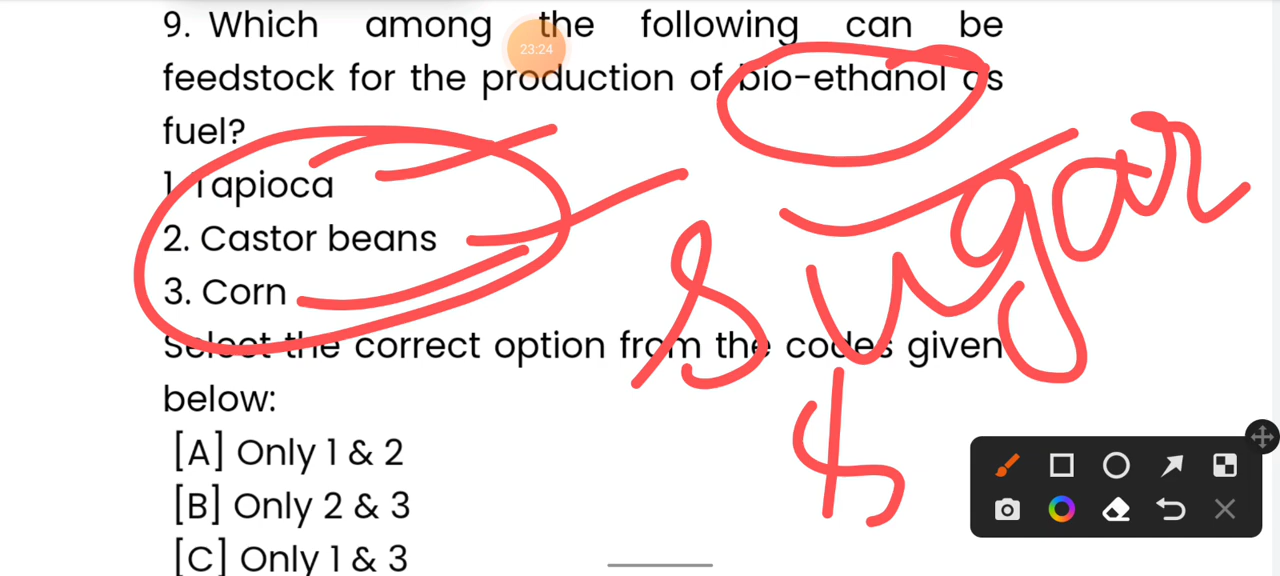 9. Which among the following can be
23:24
feedstock for the production of bio-ethanol as
fuel?
1. Tapioca
2. Castor beans
3. Corn
sugar
Select the correct option from the codes given
below:
&
[A] Only 1 & 2
[B] Only 2 & 3
[C] Only 1 & 3